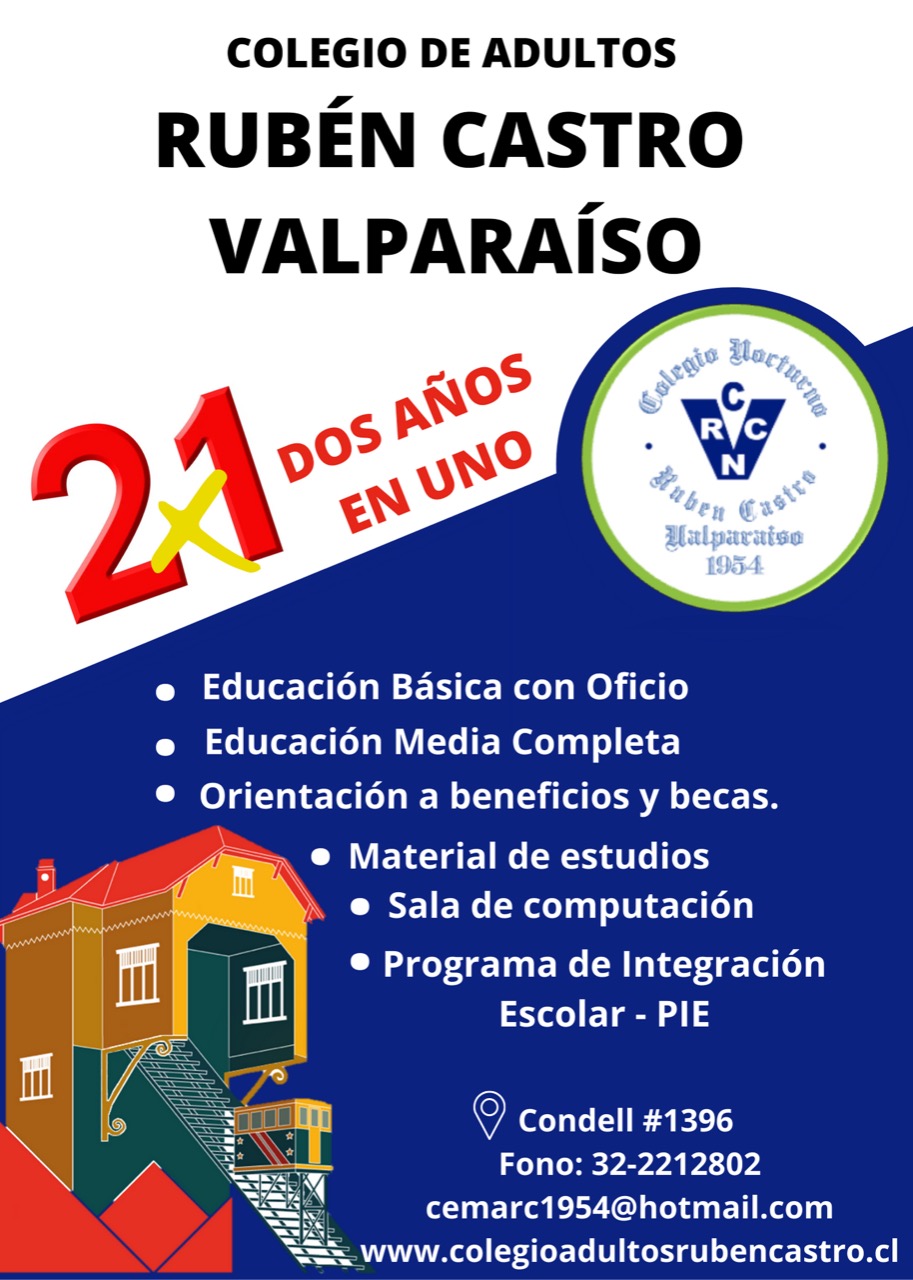 COLEGIO DE ADULTOS
RUBÉN CASTRO
VALPARAÍSO
2x1
DOS AÑOS
EN UNO
Colegio Nocturno
C
R C
N
Ruben Castro
Valparaiso
1954
• Educación Básica con Oficio
• Educación Media Completa
• Orientación a beneficios y becas.
• Material de estudios
• Sala de computación
• Programa de Integración
Escolar - PIE
Condell #1396
Fono: 32-2212802
cemarc1954@hotmail.com
www.colegioadultosrubencastro.cl